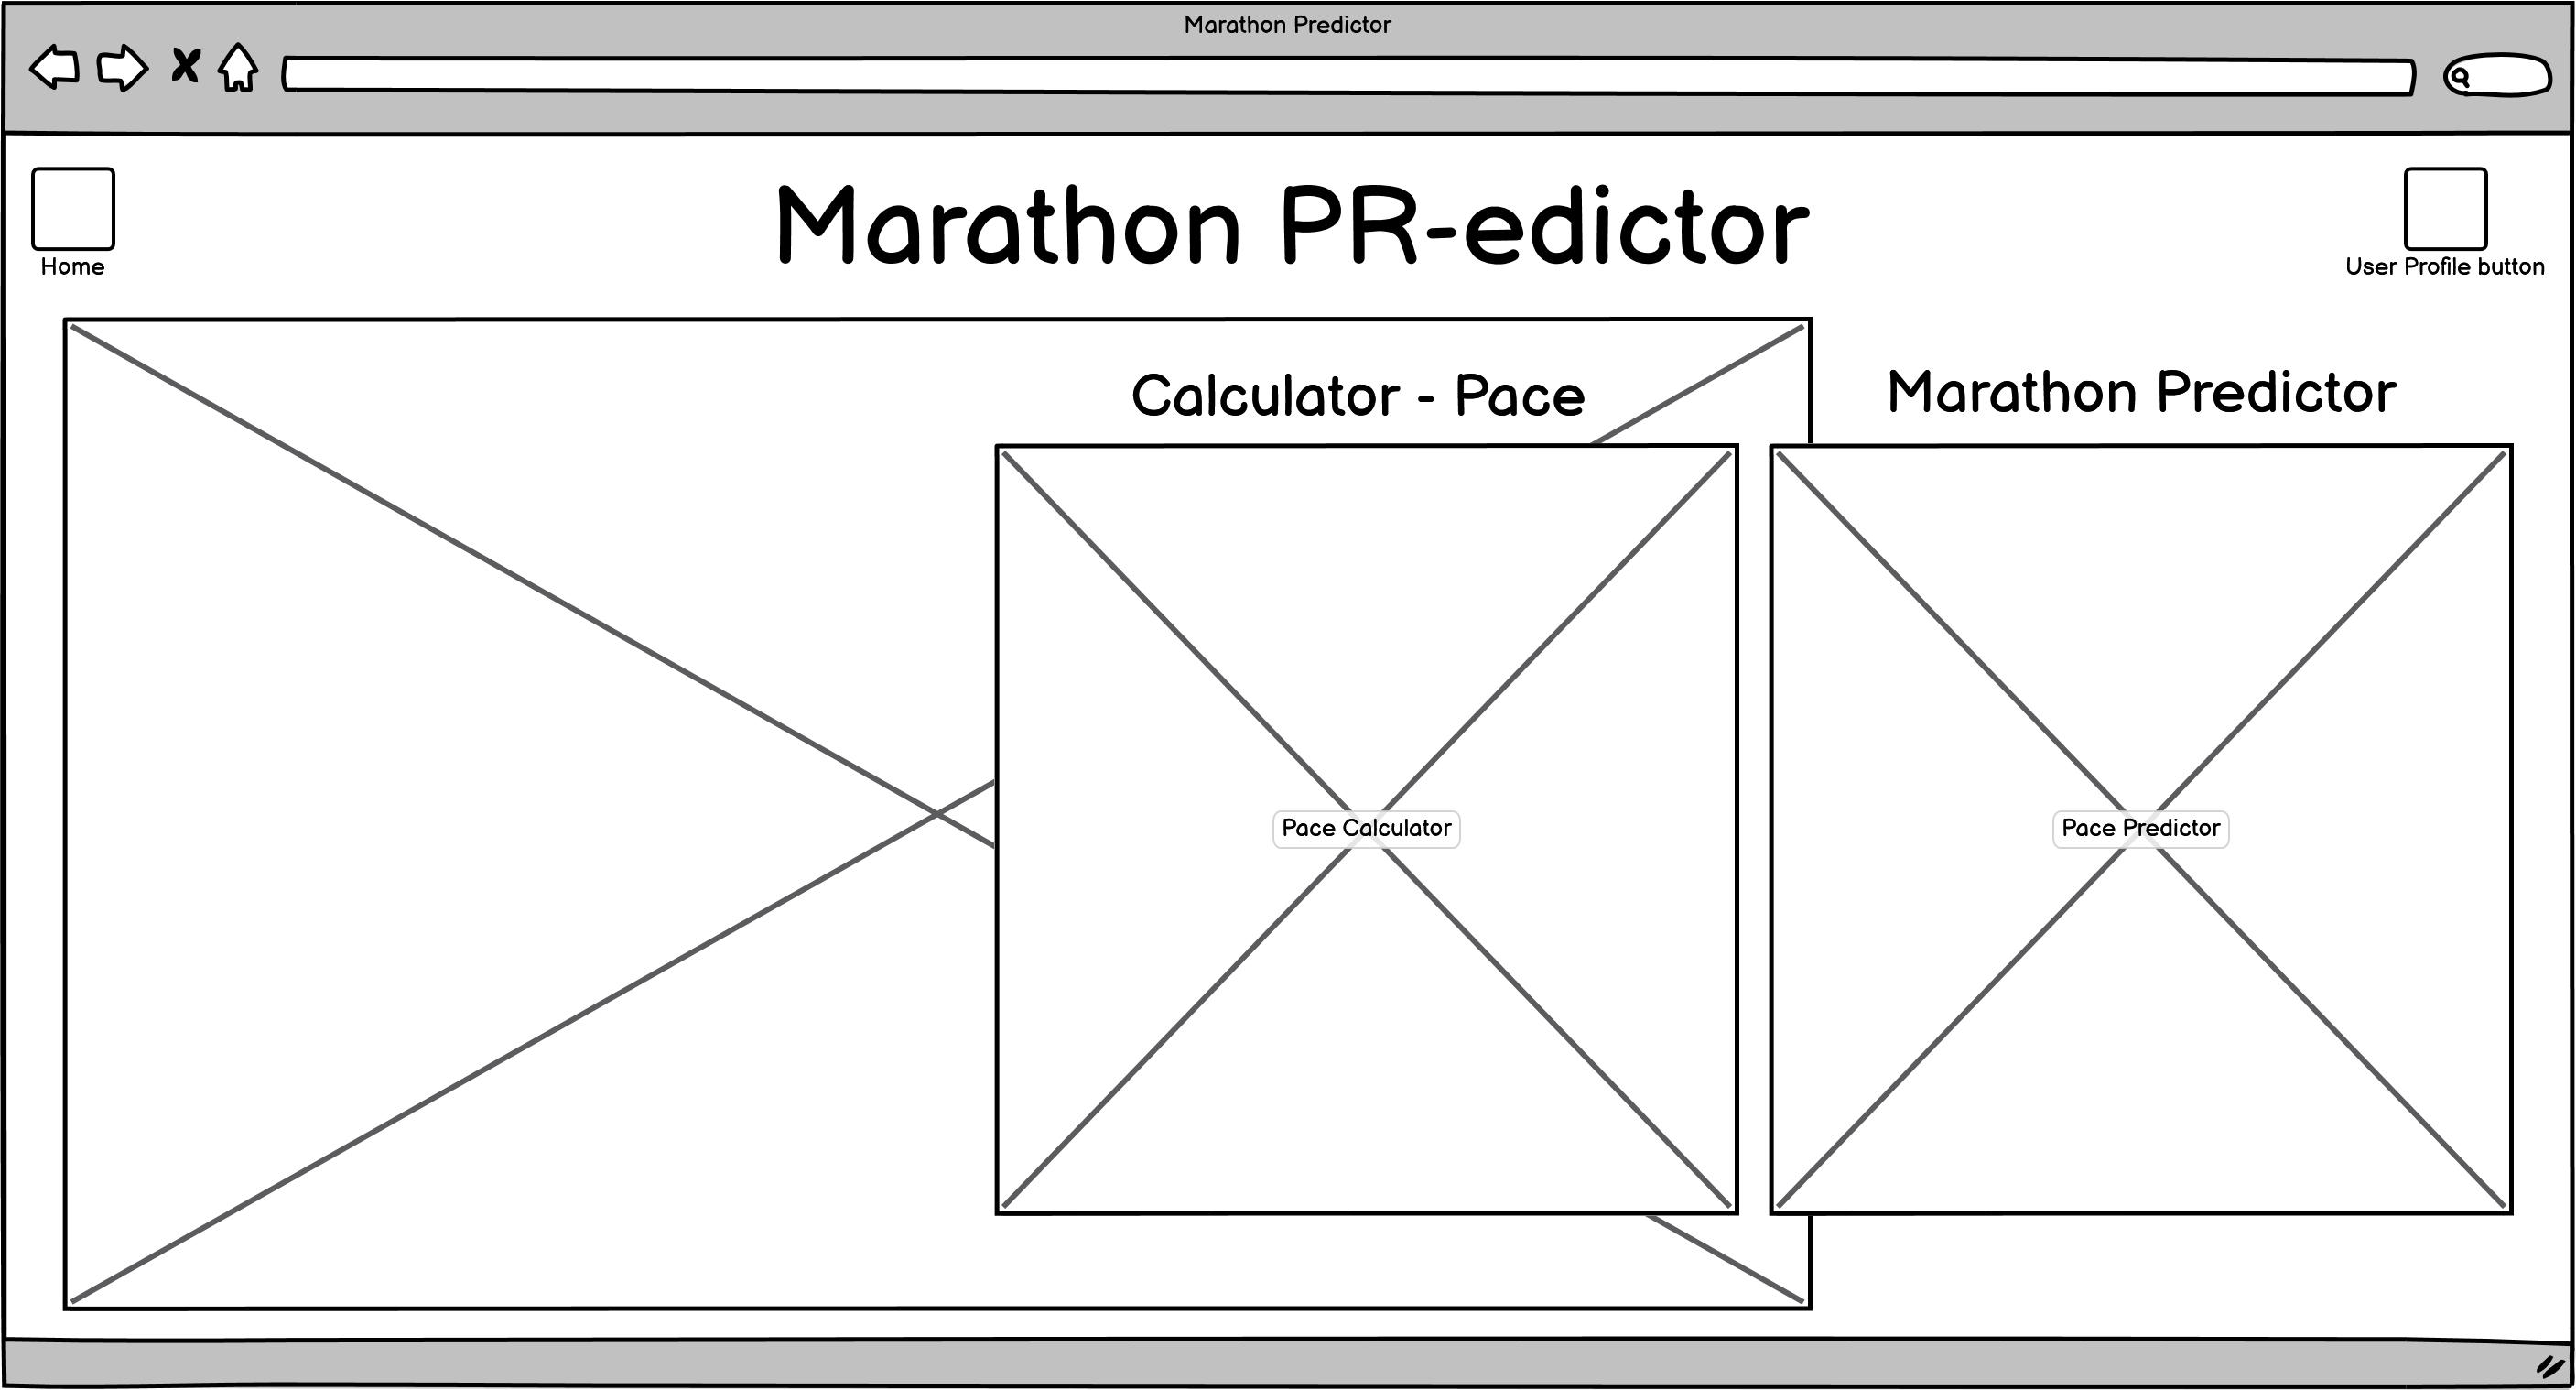 Marathon Predictor
Marathon PR-edictor
Home
User Profile button
Calculator - Pace
Marathon Predictor
Pace Calculator
Pace Predictor